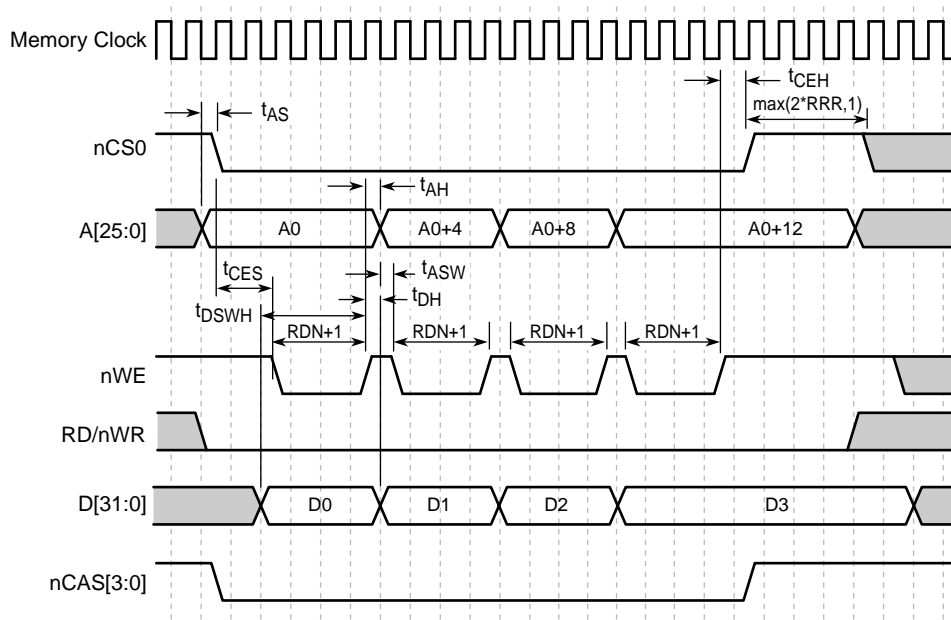 Memory Clock
tCEH
tAS
max(2*RRR,1)
nCS0
tAH
A[25:0]
A0
A0+4
A0+8
A0+12
tCES
tASW
tDSWH
tDH
RDN+1
RDN+1
RDN+1
RDN+1
nWE
RD/nWR
D[31:0]
D0
D1
D2
D3
nCAS[3:0]